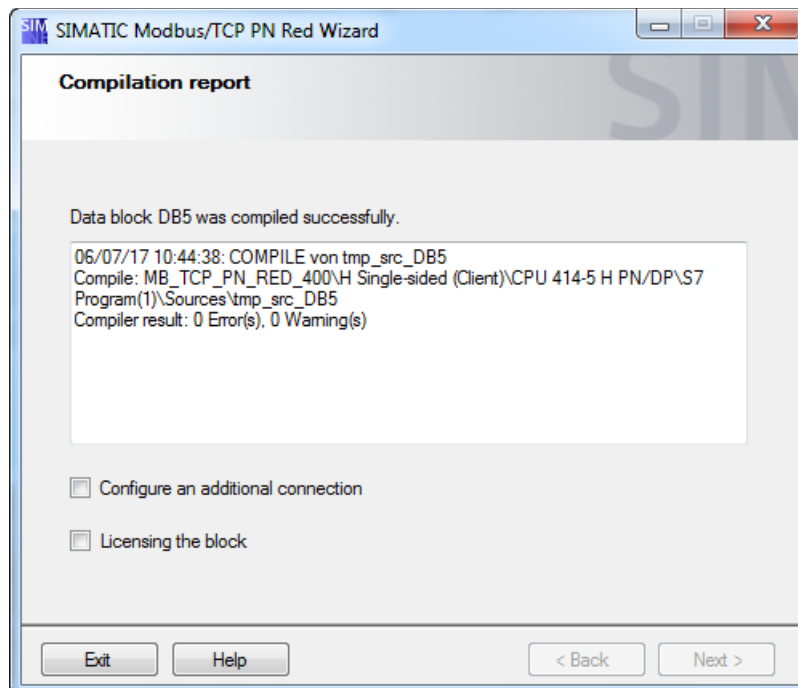 SIMATIC Modbus/TCP PN Red Wizard
Compilation report
SIM
Data block DB5 was compiled successfully.
06/07/17 10:44:38: COMPILE von tmp_src_DB5
Compile: MB_TCP_PN_RED_400\H Single-sided (Client)\CPU 414-5 H PN/DP\S7
Program(1)\Sources\tmp_src_DB5
Compiler result: 0 Error(s), 0 Warning(s)
Configure an additional connection
Licensing the block
Exit
Help
< Back
Next >